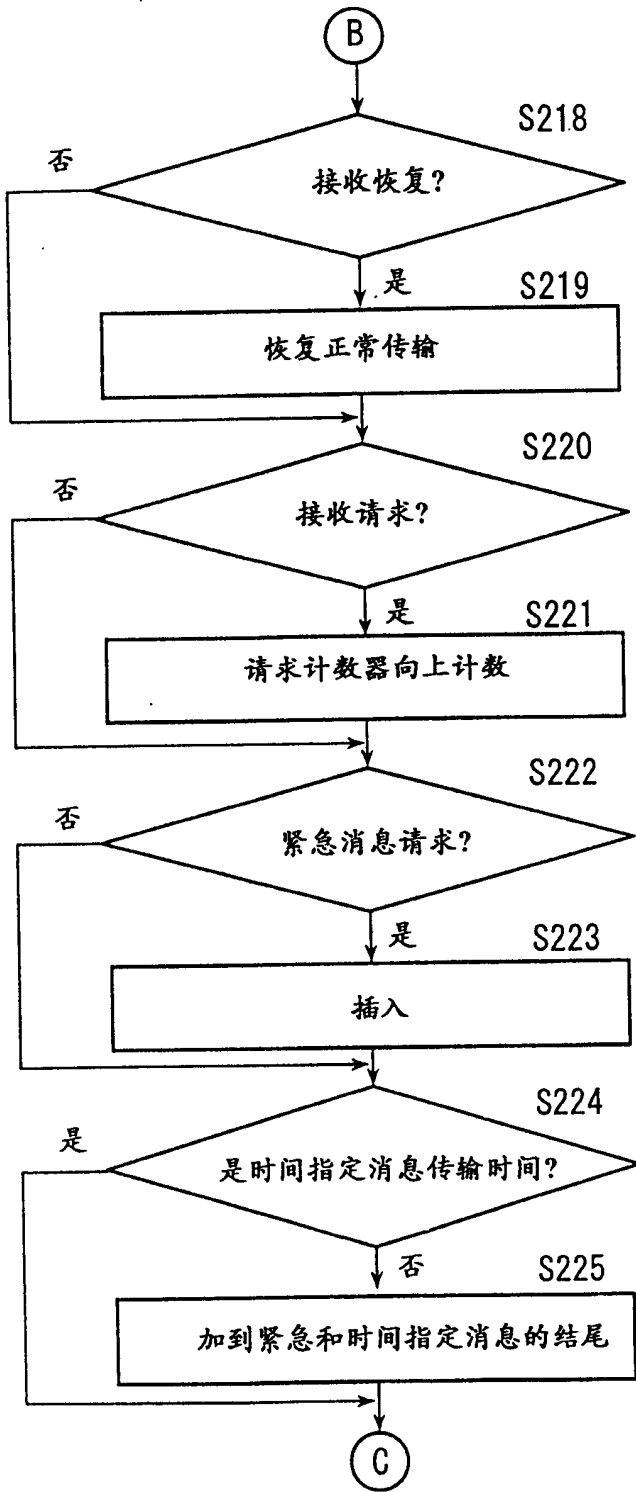 B
S218
否
接收恢复?
是
S219
恢复正常传输
S220
否
接收请求?
是
S221
请求计数器向上计数
S222
否
紧急消息请求?
是
S223
插入
S224
是
是时间指定消息传输时间?
否
S225
加到紧急和时间指定消息的结尾
C